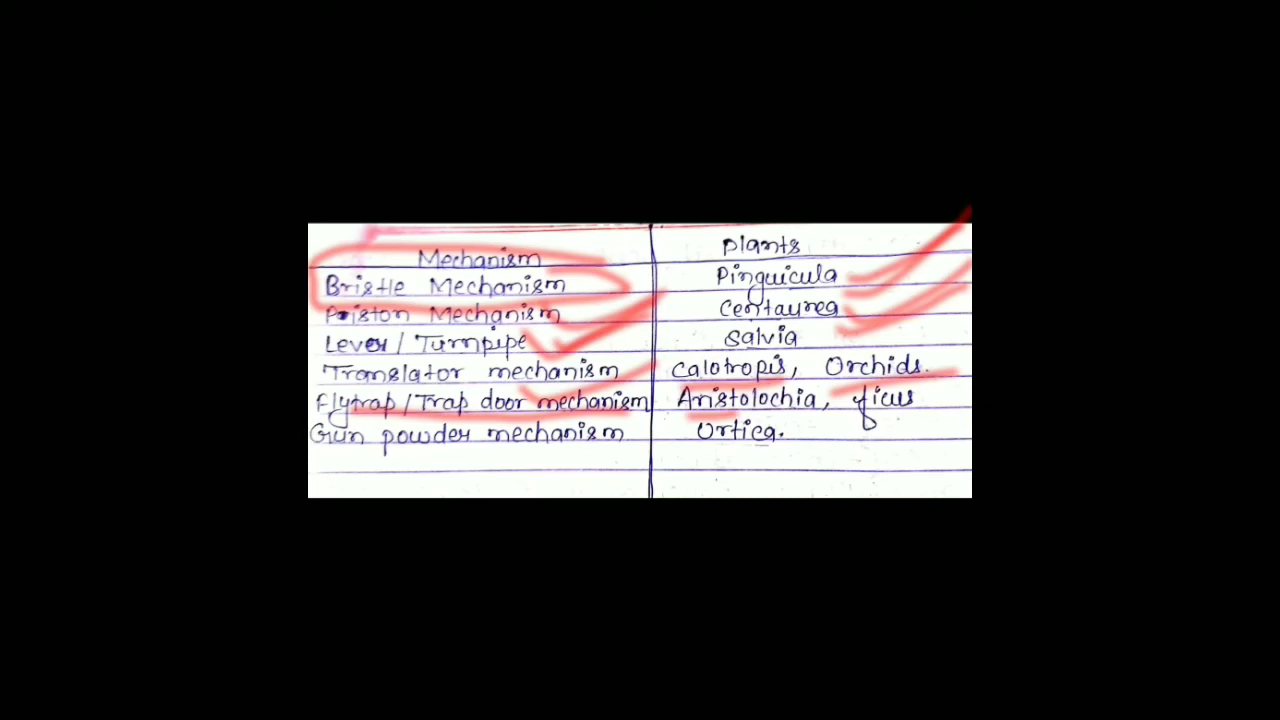 Mechanism Plants
Bristle Mechanism Pinguicula
Piston Mechanism Centaurea
Lever / Turnpipe Salvia
Translator mechanism Calotropis, Orchids.
Flytrap / Trap door mechanism Aristolochia, ficus
Gun powder mechanism Urtica.